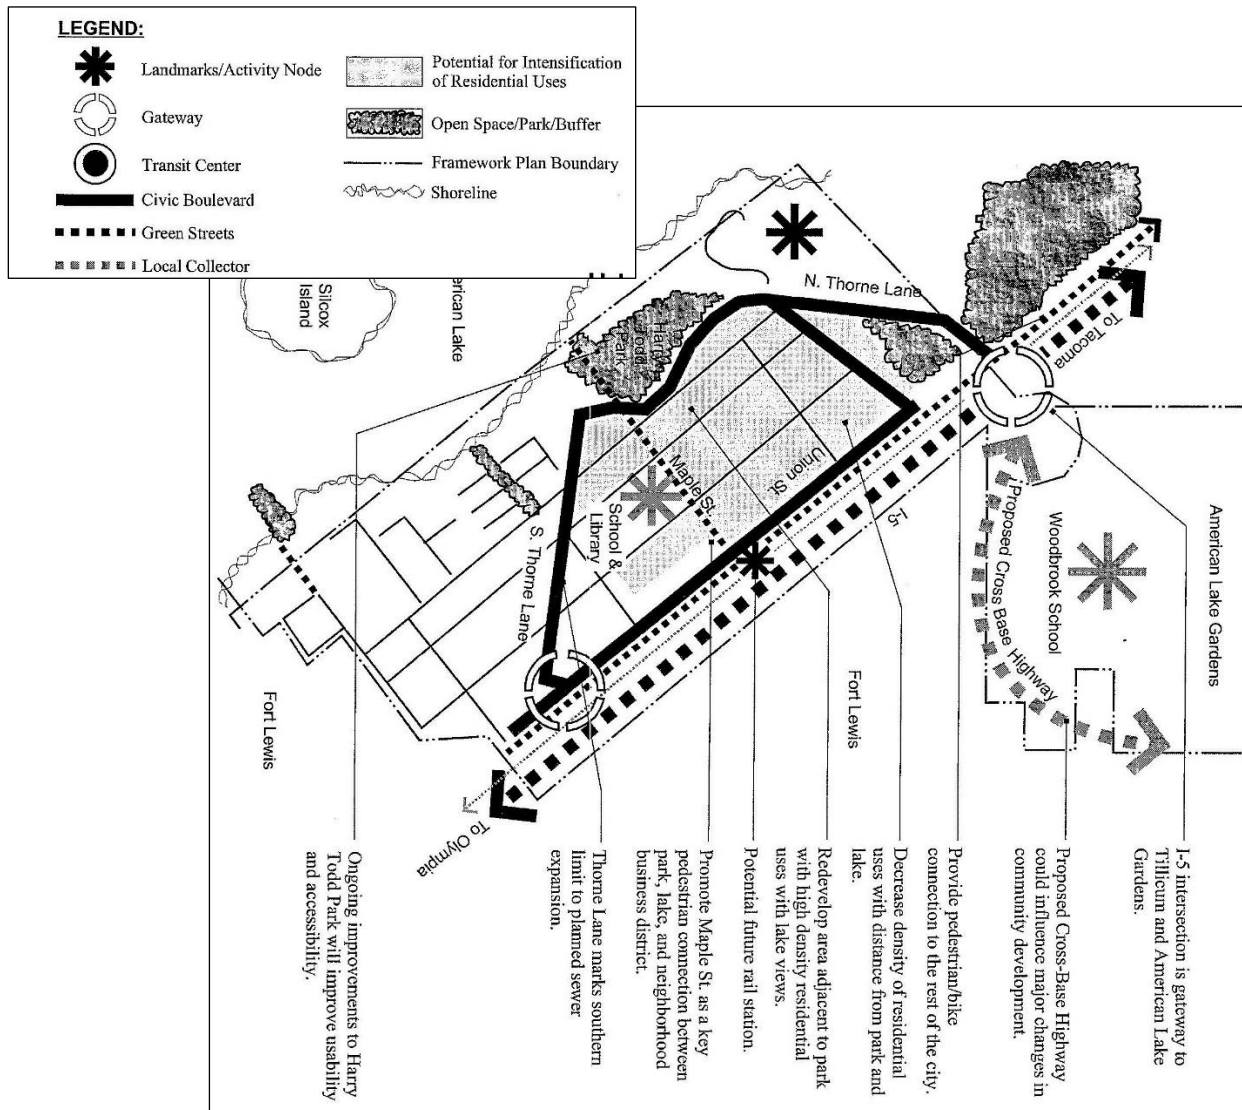 LEGEND:
Landmarks/Activity Node
Gateway
Transit Center
Civic Boulevard
Green Streets
Local Collector
Potential for Intensification
of Residential Uses
Open Space/Park/Buffer
Framework Plan Boundary
Shoreline
Silcox
Island
erican Lake
Harry
Todd
Park
N. Thorne Lane
To Tacoma
Maple St.
Union St.
I-5
School &
Library
S. Thorne Lane
Proposed Cross Base Highway
Woodbrook School
American Lake Gardens
Fort Lewis
Fort Lewis
To Olympia
I-5 intersection is gateway to
Tillicum and American Lake
Gardens.
Proposed Cross-Base Highway
could influence major changes in
community development.
Provide pedestrian/bike
connection to the rest of the city.
Decrease density of residential
uses with distance from park and
lake.
Redevelop area adjacent to park
with high density residential
uses with lake views.
Potential future rail station.
Promote Maple St. as a key
pedestrian connection between
park, lake, and neighborhood
business district.
Thorne Lane marks southern
limit to planned sewer
expansion.
Ongoing improvements to Harry
Todd Park will improve usability
and accessibility.